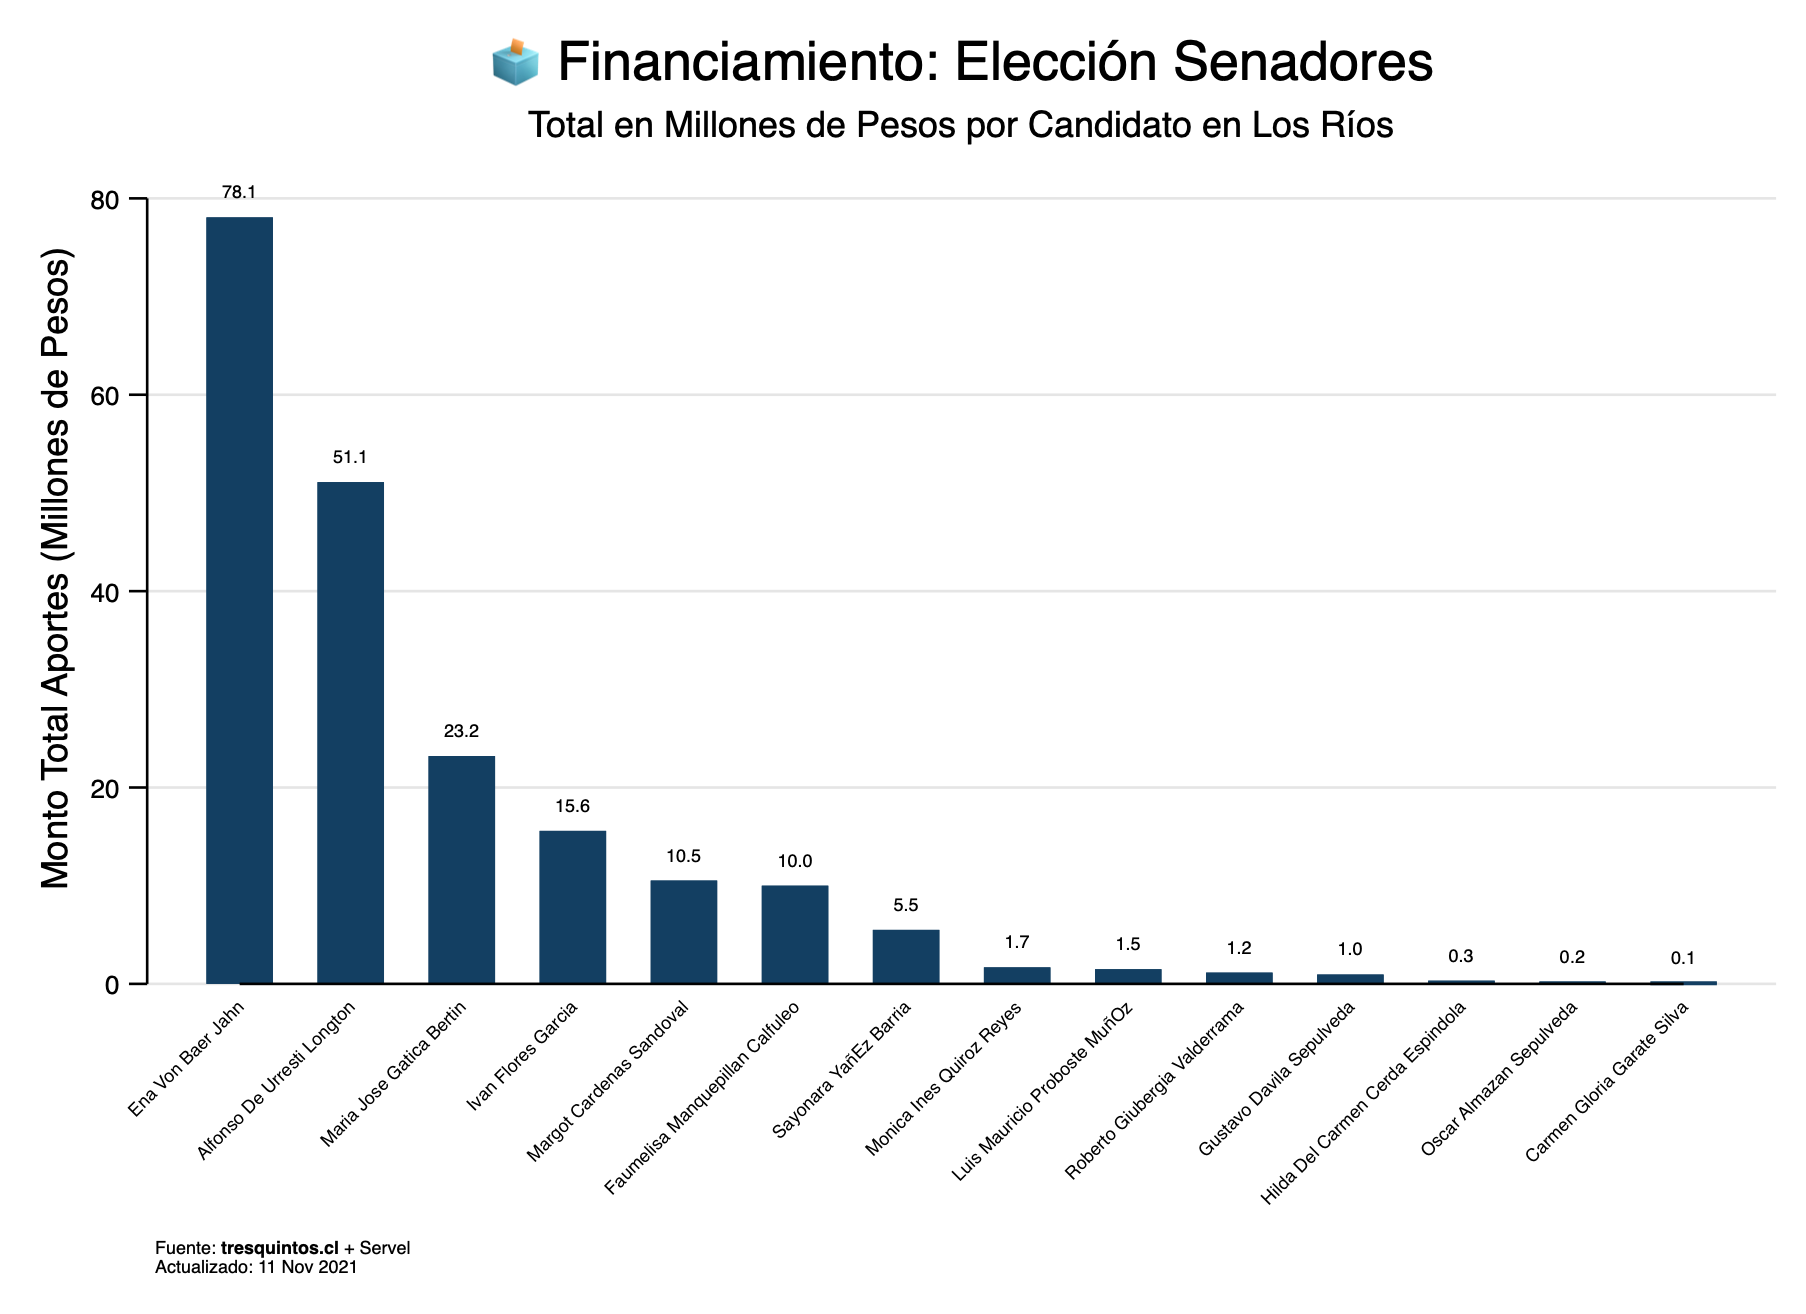 Financiamiento: Elección Senadores
Total en Millones de Pesos por Candidato en Los Ríos
Monto Total Aportes (Millones de Pesos)
80
60
40
20
0
78.1
51.1
23.2
15.6
10.5
10.0
5.5
1.7
1.5
1.2
1.0
0.3
0.2
0.1
Ena Von Baer Jahn
Alfonso De Urresti Longton
Maria Jose Gatica Bertin
Ivan Flores Garcia
Margot Cardenas Sandoval
Faumelisa Manquepillan Calfuleo
Sayonara YañEz Barria
Monica Ines Quiroz Reyes
Luis Mauricio Proboste MuñOz
Roberto Giubergia Valderrama
Gustavo Davila Sepulveda
Hilda Del Carmen Cerda Espindola
Oscar Almazan Sepulveda
Carmen Gloria Garate Silva
Fuente: tresquintos.cl + Servel
Actualizado: 11 Nov 2021